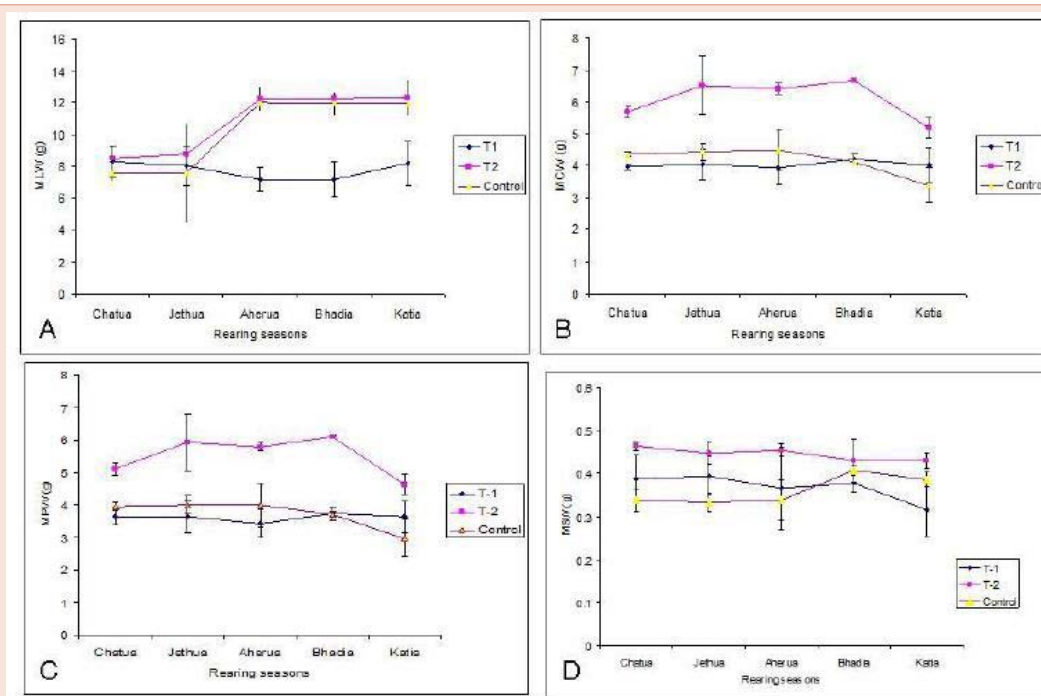 16
14
12
10
8
6
4
2
0
MLW (g)
Chatua Jethua Aherua Bhadia Katia
Rearing seasons
T1
T2
Control
A
8
7
6
5
4
3
2
1
0
MCW (g)
Chatua Jethua Aherua Bhadia Katia
Rearing seasons
T1
T2
Control
B
8
7
6
5
4
3
2
1
0
MPW (g)
Chatua Jethua Aherua Bhadia Katia
Rearing seasons
T-1
T-2
Control
C
0.6
0.5
0.4
0.3
0.2
0.1
0
MSW (g)
Chatua Jethua Aherua Bhadia Katia
Rearing seasons
T-1
T-2
Control
D